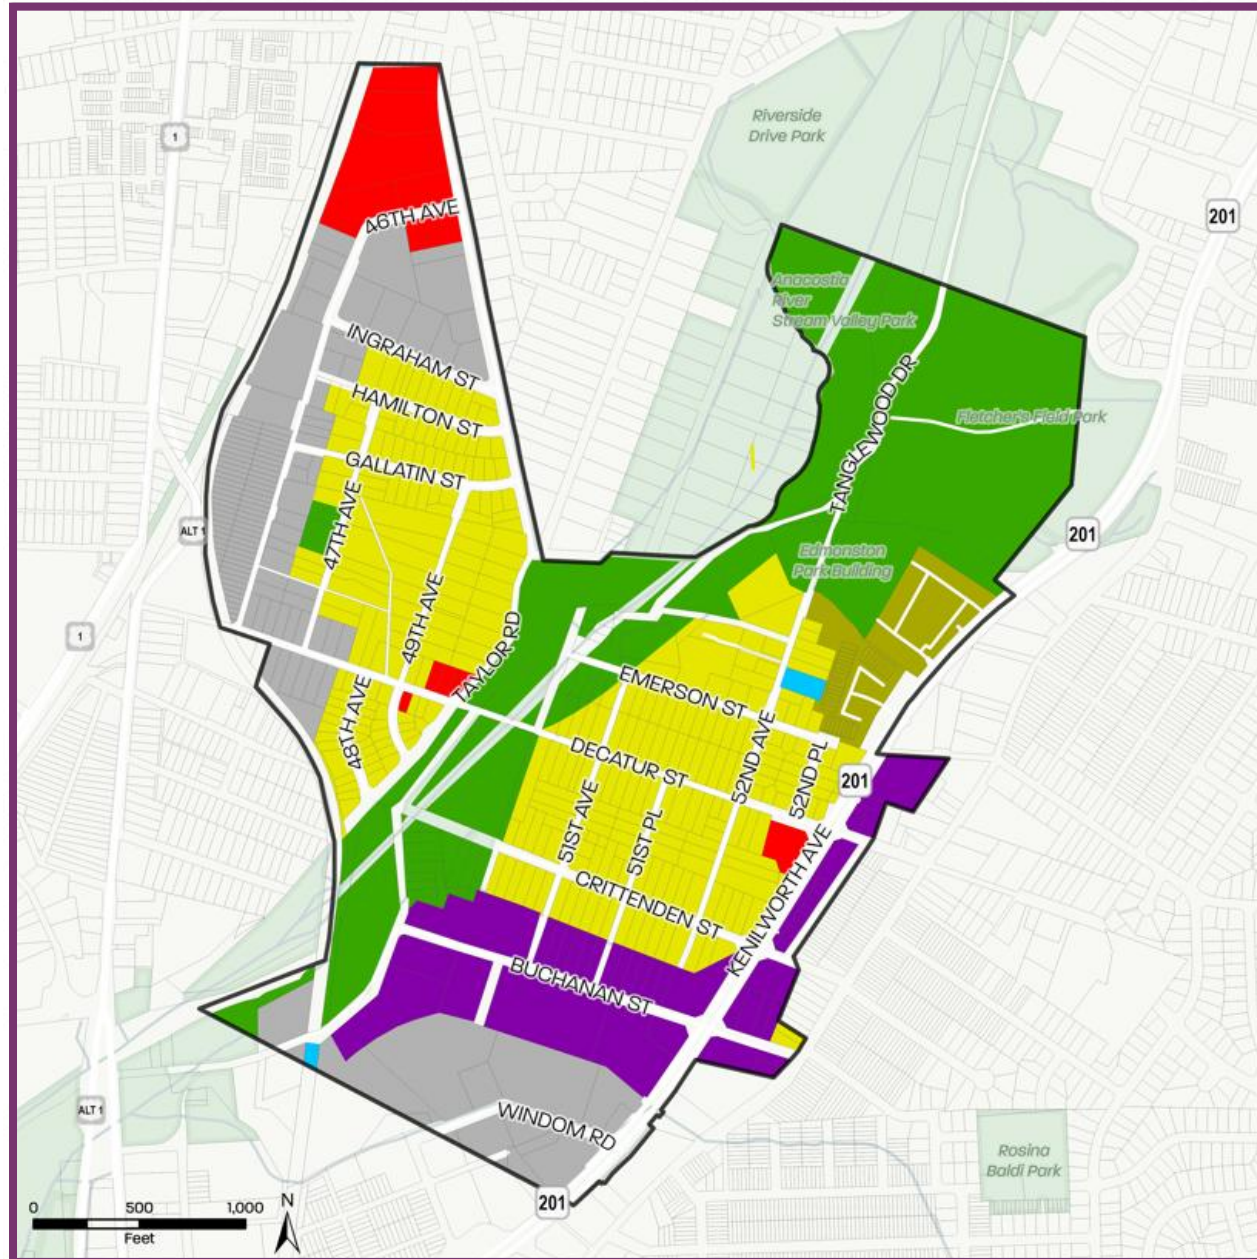 Riverside
Drive Park
1
201
46TH AVE
Anacostia
River
Stream Valley Park
INGRAHAM ST
HAMILTON ST
TANGLEWOOD DR
Fletcher's Field Park
GALLATIN ST
47TH AVE
ALT 1
201
Edmonston
Park Building
49TH AVE
TAYLOR RD
1
EMERSON ST
48TH AVE
DECATUR ST
52ND AVE
52ND PL
201
51ST AVE
51ST PL
KENILWORTH AVE
CRITTENDEN ST
BUCHANAN ST
ALT 1
WINDOM RD
Rosina
Baldi Park
201
0 500 1,000
Feet
N